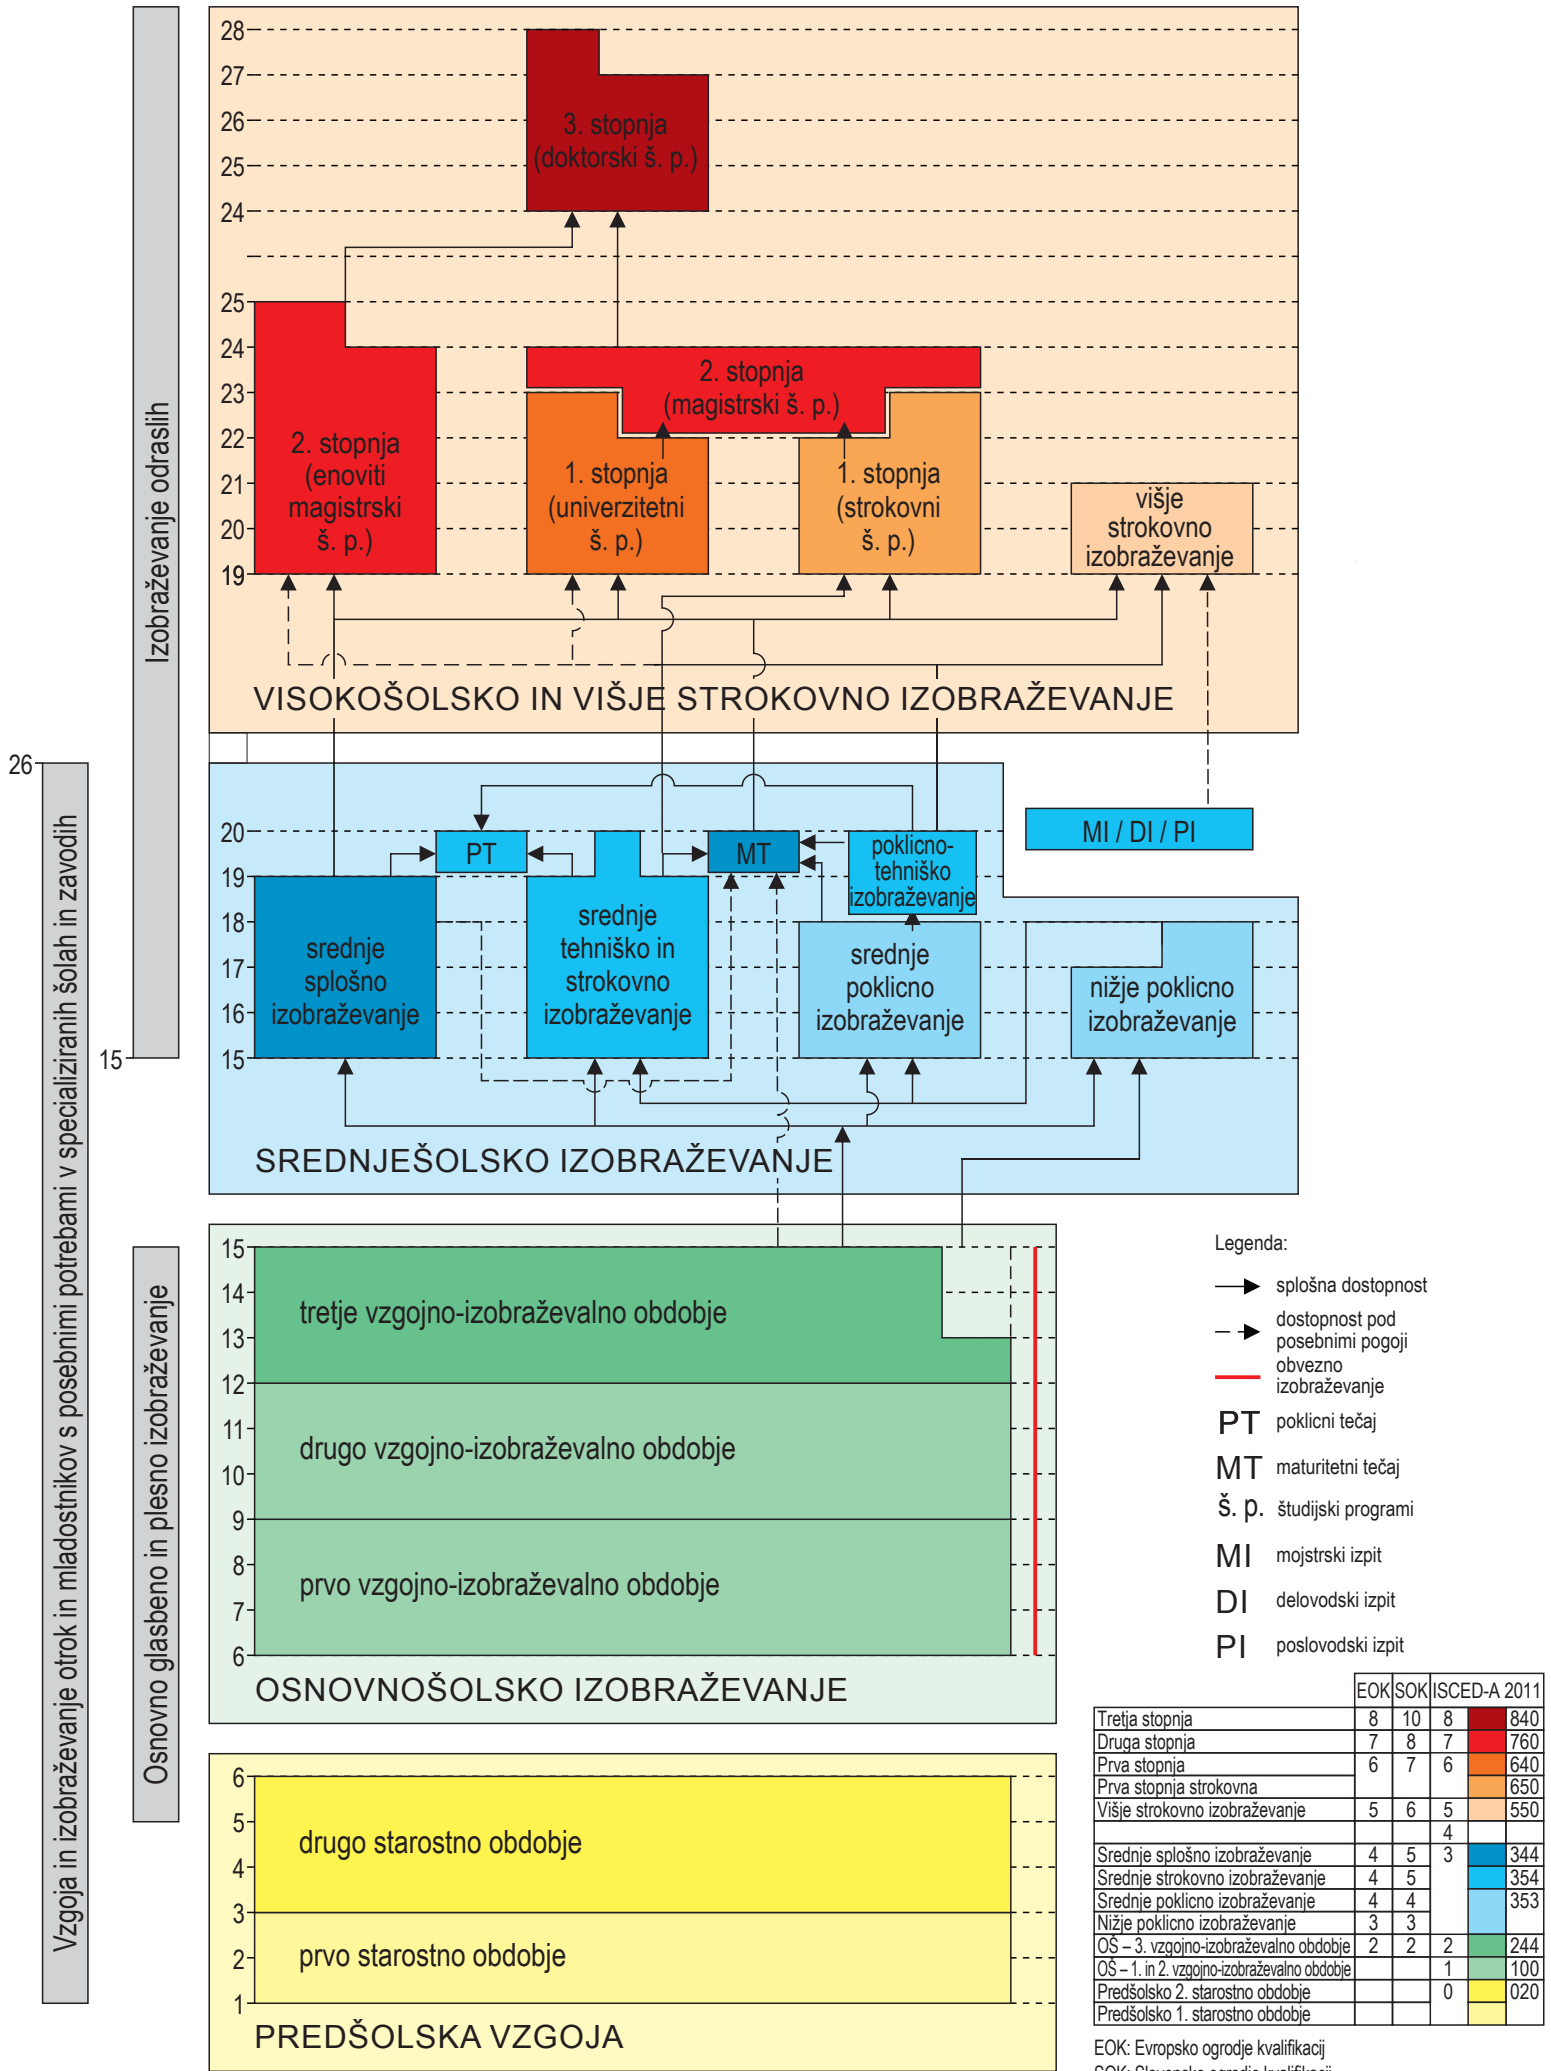 28
27
26
25
24
3. stopnja
(doktorski š. p.)
25
24
23
22
21
20
19
2. stopnja
(enoviti
magistrski
š. p.)
2. stopnja
(magistrski š. p.)
1. stopnja
(univerzitetni
š. p.)
1. stopnja
(strokovni
š. p.)
višje
strokovno
izobraževanje
VISOKOŠOLSKO IN VIŠJE STROKOVNO IZOBRAŽEVANJE
Izobraževanje odraslih
15
26
Vzgoja in izobraževanje otrok in mladostnikov s posebnimi potrebami v specializiranih šolah in zavodih
20
19
18
17
16
15
PT
MT
poklicno-
tehniško
izobraževanje
MI / DI / PI
srednje
splošno
izobraževanje
srednje
tehniško in
strokovno
izobraževanje
srednje
poklicno
izobraževanje
nižje poklicno
izobraževanje
SREDNJEŠOLSKO IZOBRAŽEVANJE
Osnovno glasbeno in plesno izobraževanje
15
14
13
12
11
10
9
8
7
6
tretje vzgojno-izobraževalno obdobje
drugo vzgojno-izobraževalno obdobje
prvo vzgojno-izobraževalno obdobje
OSNOVNOŠOLSKO IZOBRAŽEVANJE
6
5
4
3
2
1
drugo starostno obdobje
prvo starostno obdobje
PREDŠOLSKA VZGOJA
Legenda:
splošna dostopnost
dostopnost pod
posebnimi pogoji
obvezno
izobraževanje
PT poklicni tečaj
MT maturitetni tečaj
š. p. študijski programi
MI mojstrski izpit
DI delovodski izpit
PI poslovodski izpit
EOK SOK ISCED-A 2011
Tretja stopnja 8 10 8 840
Druga stopnja 7 8 7 760
Prva stopnja 6 7 6 640
Prva stopnja strokovna 650
Višje strokovno izobraževanje 5 6 5 550
4
Srednje splošno izobraževanje 4 5 3 344
Srednje strokovno izobraževanje 4 5 354
Srednje poklicno izobraževanje 4 4 353
Nižje poklicno izobraževanje 3 3
OŠ – 3. vzgojno-izobraževalno obdobje 2 2 2 244
OŠ – 1. in 2. vzgojno-izobraževalno obdobje 1 100
Predšolsko 2. starostno obdobje 0 020
Predšolsko 1. starostno obdobje
EOK: Evropsko ogrodje kvalifikacij
SOK: Slovensko ogrodje kvalifikacij